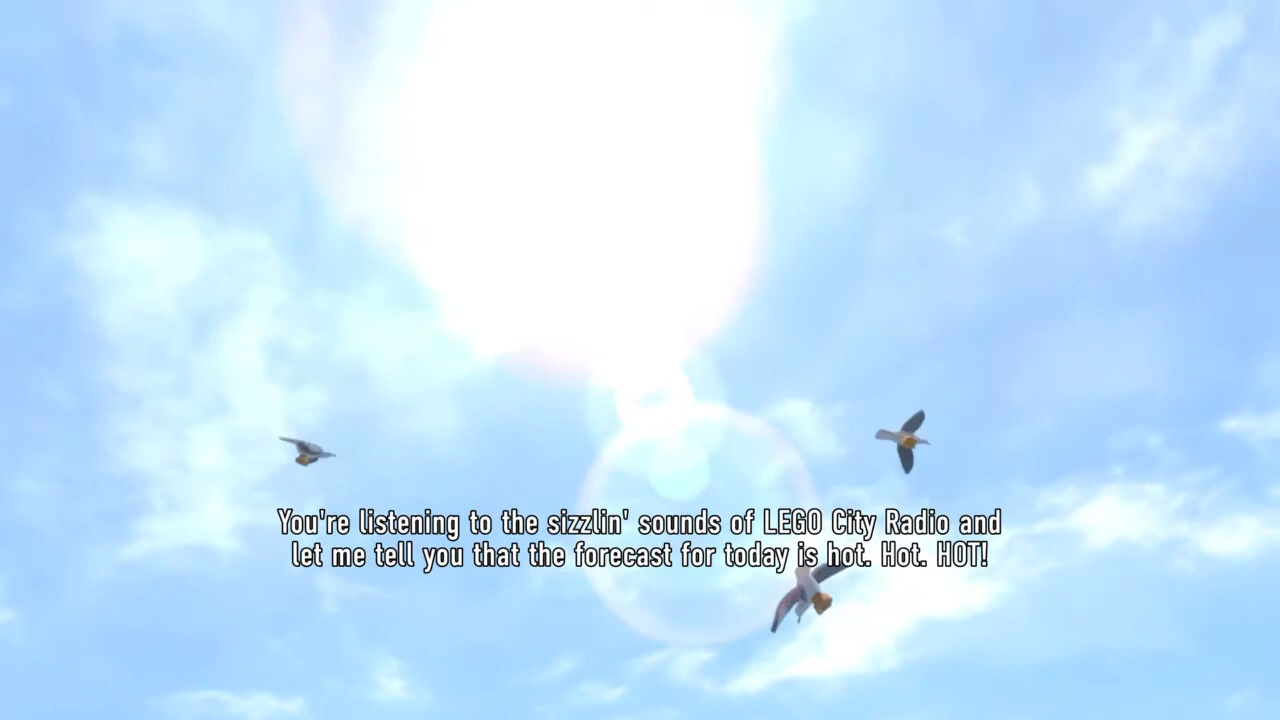 You're listening to the sizzlin' sounds of LEGO City Radio and
let me tell you that the forecast for today is hot. Hot. HOT!